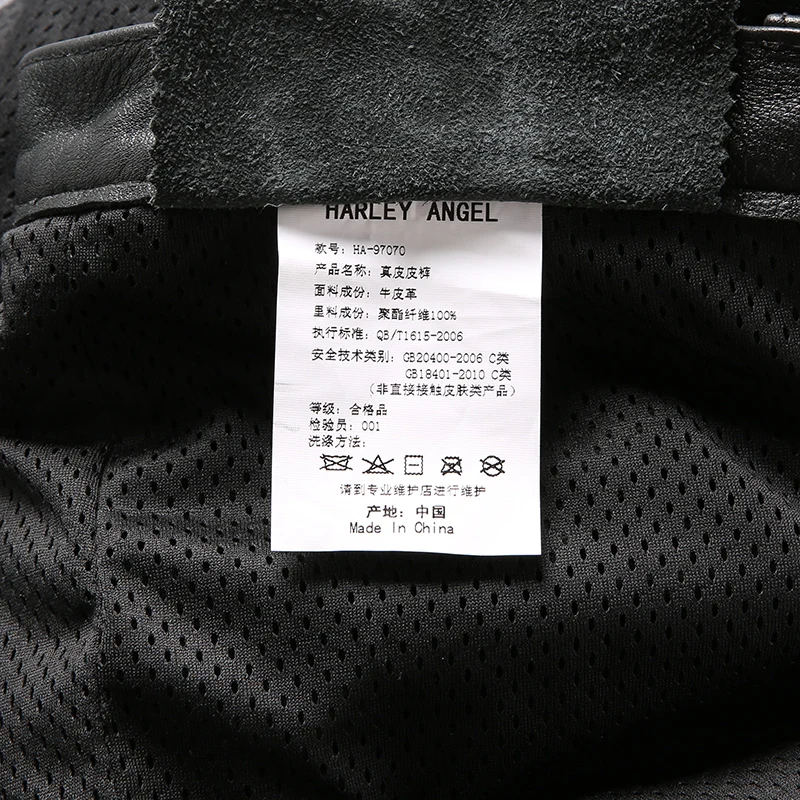 HARLEY ANGEL
款号: HA-97070
产品名称: 真皮皮裤
面料成份: 牛皮革
里料成份: 聚酯纤维100%
执行标准: QB/T1615-2006
安全技术类别: GB20400-2006 C类
GB18401-2010 C类
(非直接接触皮肤类产品)
等级: 合格品
检验员: 001
洗涤方法:
请到专业维护店进行维护
产地: 中国
Made In China